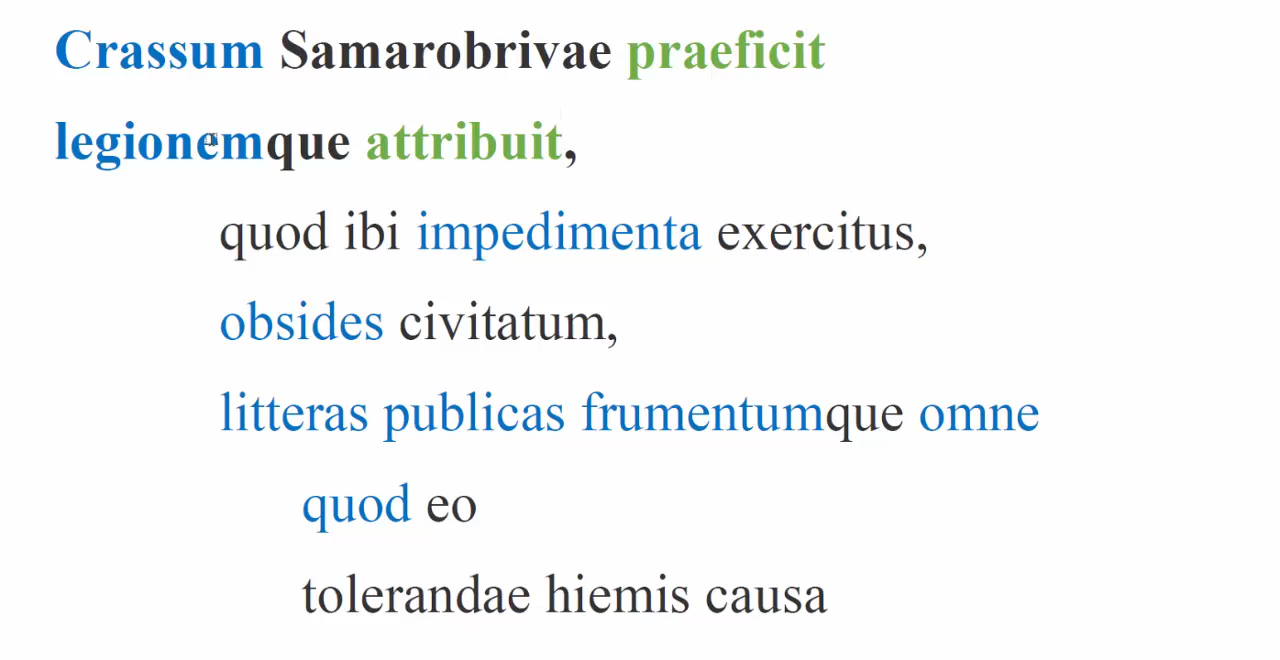 Crassum Samarobrivae praeficit
legionemque attribuit,
quod ibi impedimenta exercitus,
obsides civitatum,
litteras publicas frumentumque omne
quod eo
tolerandae hiemis causa